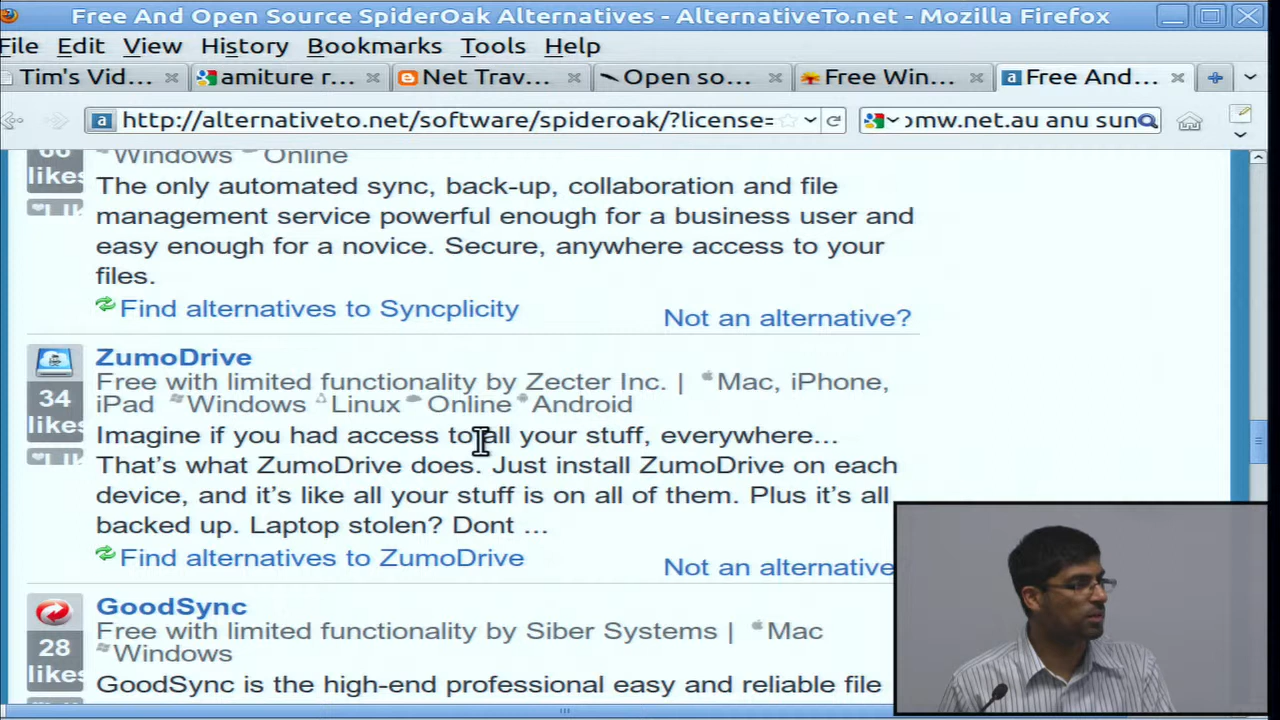 Free And Open Source SpiderOak Alternatives - AlternativeTo.net - Mozilla Firefox
File Edit View History Bookmarks Tools Help
Tim's Vid... amiture r... Net Trav... Open so... Free Win... Free And...
http://alternativeto.net/software/spideroak/?license= omw.net.au anu sun
66 Windows Online
likes
The only automated sync, back-up, collaboration and file
management service powerful enough for a business user and
easy enough for a novice. Secure, anywhere access to your
files.
Find alternatives to Syncplicity Not an alternative?
ZumoDrive
Free with limited functionality by Zecter Inc. | Mac, iPhone,
iPad Windows Linux Online Android
34
likes
Imagine if you had access to all your stuff, everywhere...
That's what ZumoDrive does. Just install ZumoDrive on each
device, and it's like all your stuff is on all of them. Plus it's all
backed up. Laptop stolen? Dont ...
Find alternatives to ZumoDrive Not an alternative
GoodSync
Free with limited functionality by Siber Systems | Mac
Windows
28
likes
GoodSync is the high-end professional easy and reliable file